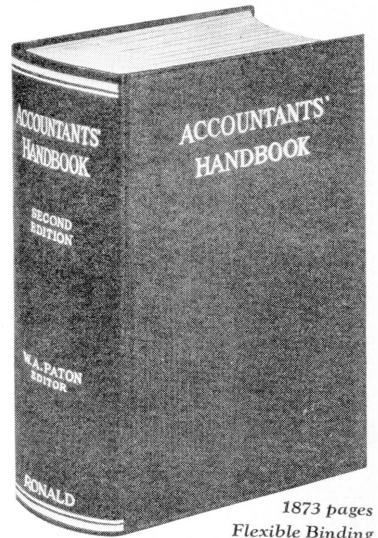 ACCOUNTANTS'
HANDBOOK
SECOND
EDITION
W. A. PATON
EDITOR
RONALD
ACCOUNTANTS'
HANDBOOK
1873 pages
Flexible Binding